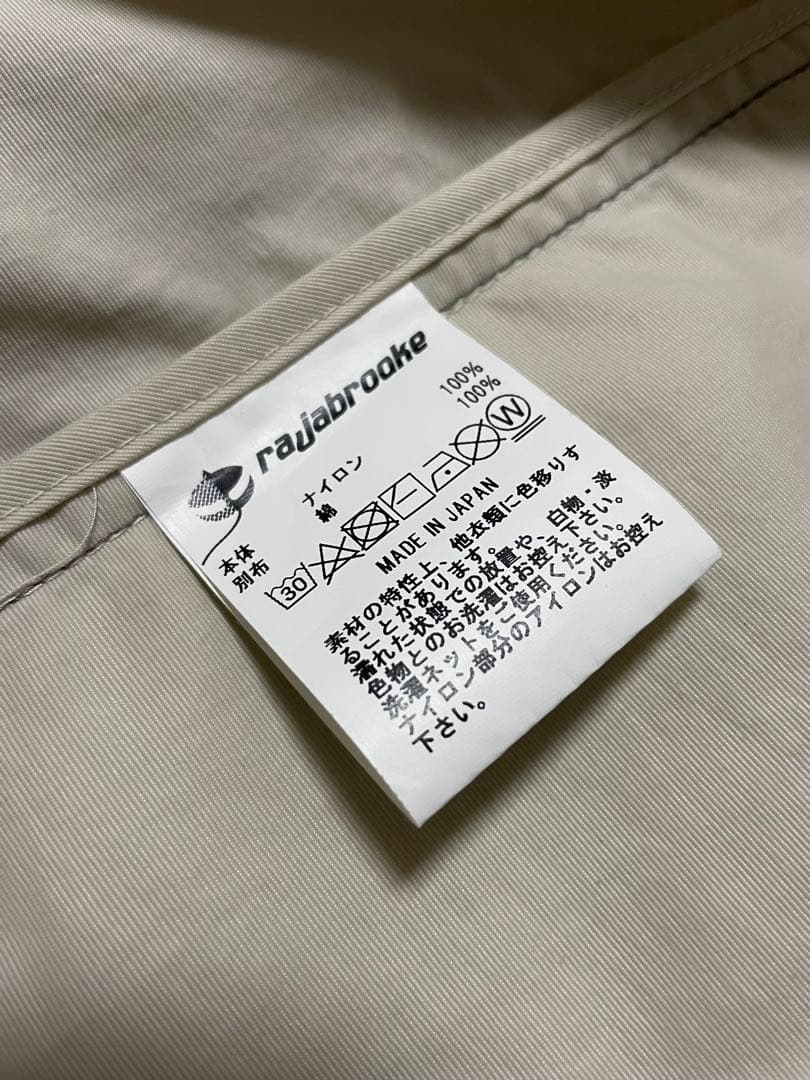 rajabrooke
本体 ナイロン 100%
別布 綿 100%
30 W
MADE IN JAPAN
素材の特性上、他衣類に色移りす
ることがあります。
濡れた状態での放置や、白物・淡
色物とのお洗濯はお控え下さい。
洗濯ネットをご使用ください。
ナイロン部分のアイロンはお控え
下さい。